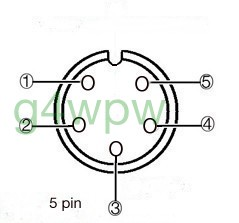 ① ⑤
g4wpw
② ④
5 pin
③